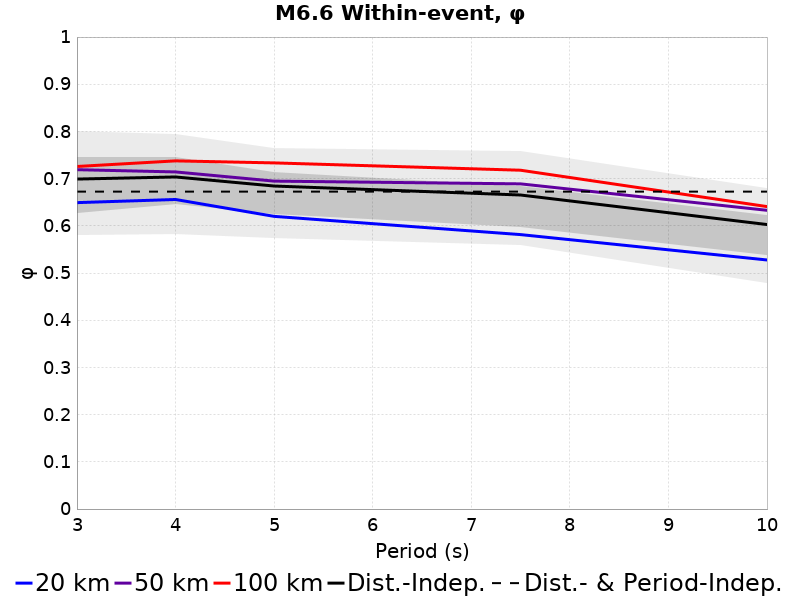 M6.6 Within-event, φ
1
0.9
0.8
0.7
0.6
0.5
0.4
0.3
0.2
0.1
0
φ
3 4 5 6 7 8 9 10
Period (s)
20 km 50 km 100 km Dist.-Indep. Dist.- & Period-Indep.